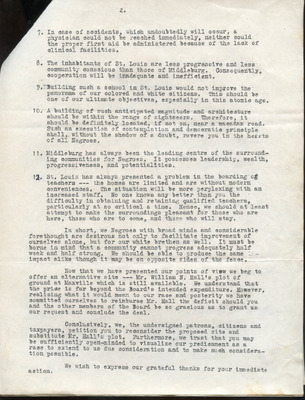 2.
7. In case of accidents, which undoubtedly will occur, a
physician could not be reached immediately, neither could
the proper first aid be administered because of the lack of
clinical facilities.
8. The inhabitants of St. Louis are less progressive and less
community conscious than those of Middleburg. Consequently,
cooperation will be inadequate and inefficient.
9. Building such a school in St. Louis would not improve the
panorama of our colored and white citizens. This should be
one of our ultimate objectives, especially in this atomic age.
10. A building of such anticipated magnitude and architecture
should be within the range of sightseers. Therefore, it
should be definitely located, if not on, near a macadam road.
Such an execution of contemplation and democratic principle
shall, without the shadow of a doubt, revere you in the hearts
of all Negroes.
11. Middleburg has always been the leading centre of the surround-
ing communities for Negroes. It possesses leadership, wealth,
progressiveness, and potentialities.
12. St. Louis has always presented a problem in the boarding of
teachers --- the homes are limited and are without modern
conveniences. The situation will be more perplexing with an
increased staff. No one knows any better than you the
difficulty in obtaining and retaining qualified teachers,
particularly at so critical a time. Hence, we should at least
attempt to make the surroundings pleasant for those who are
here, those who are to come, and those who will stay.
In short, we Negroes with broad minds and considerable
forethought are desirous not only to facilitate improvement of
ourselves alone, but for our white brethren as well. It must be
borne in mind that a community cannot progress adequately half
weak and half strong. We should be able to produce the same
impact alike though it may be on opposite sides of the fence.
Now that we have presented our points of view we beg to
offer an alternative site --- Mr. William N. Hall's plot of
ground at Maxville which is still available. We understand that
the price is far beyond the Board's intended expenditure. However,
realizing what it would mean to our race and posterity we have
committed ourselves to reimburse Mr. Hall the deficit should you
and the other members of the Board be so gracious as to grant us
our request and conclude the deal.
Conclusively, we, the undersigned patrons, citizens and
taxpayers, petition you to reconsider the proposed site and
substitute Mr. Hall's plot. Furthermore, we trust that you may
be sufficiently open-minded to visualize our predicament as a
race to extend to us due consideration and to make such considera-
tion possible.
We wish to express our grateful thanks for your immediate
action.